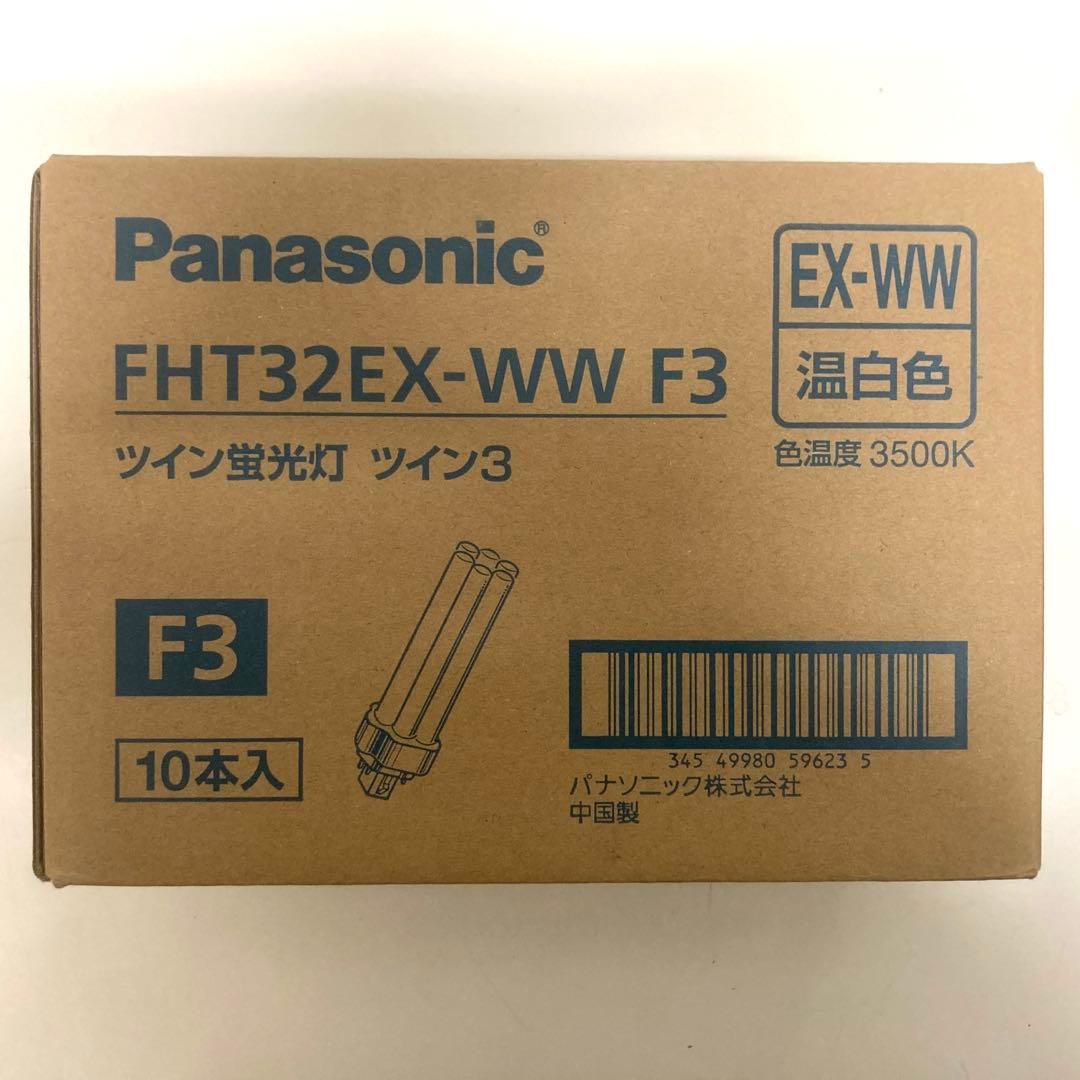 Panasonic®
FHT32EX-WW F3
ツイン蛍光灯 ツイン3
EX-WW
温白色
色温度 3500K
F3
10本入
345 49980 59623 5
パナソニック株式会社
中国製